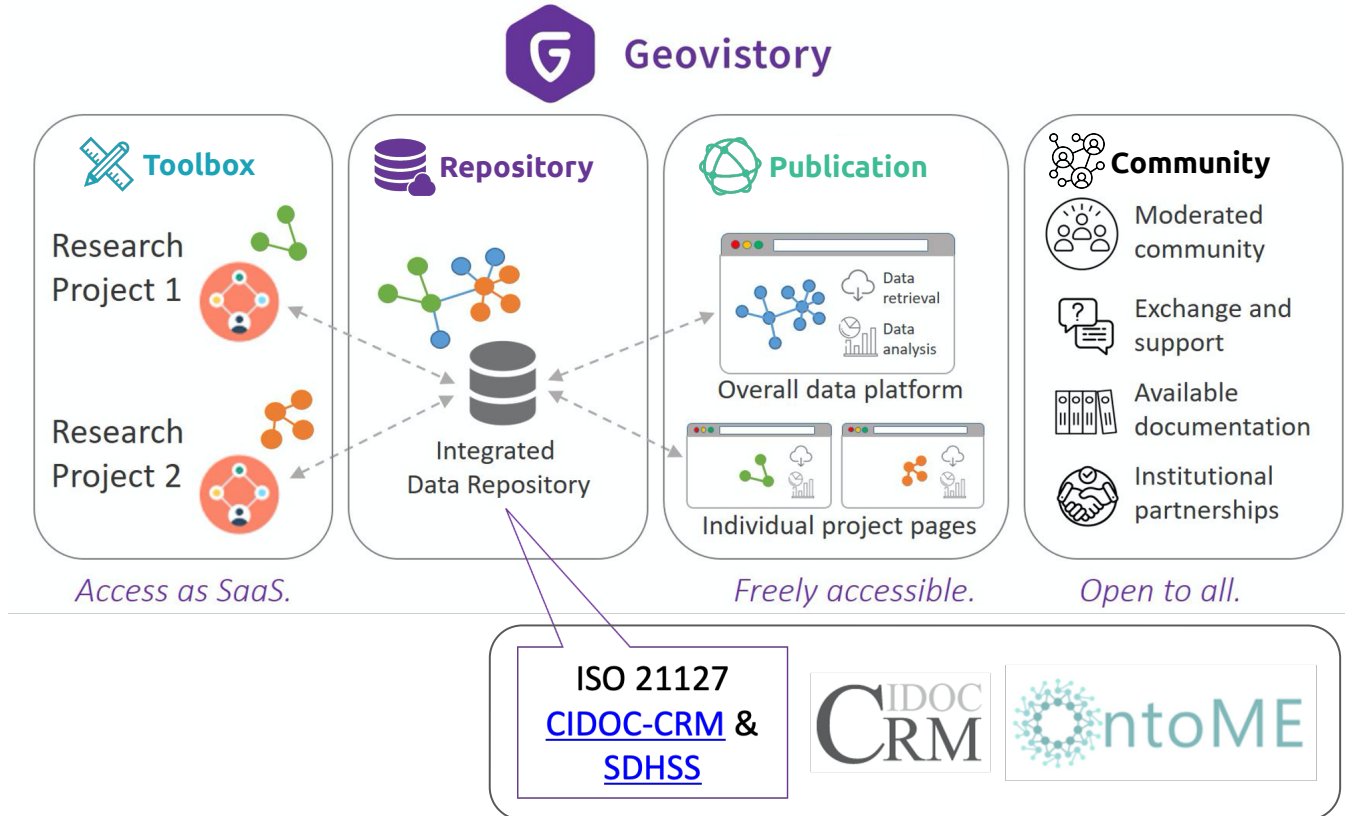 Geovistory
Toolbox
Research
Project 1
Research
Project 2
Access as SaaS.
Repository
Integrated
Data Repository
Publication
Data
retrieval
Data
analysis
Overall data platform
Individual project pages
Freely accessible.
Community
Moderated
community
?
Exchange and
support
Available
documentation
Institutional
partnerships
Open to all.
ISO 21127
CIDOC-CRM &
SDHSS
CIDOC
CRM
OntoME